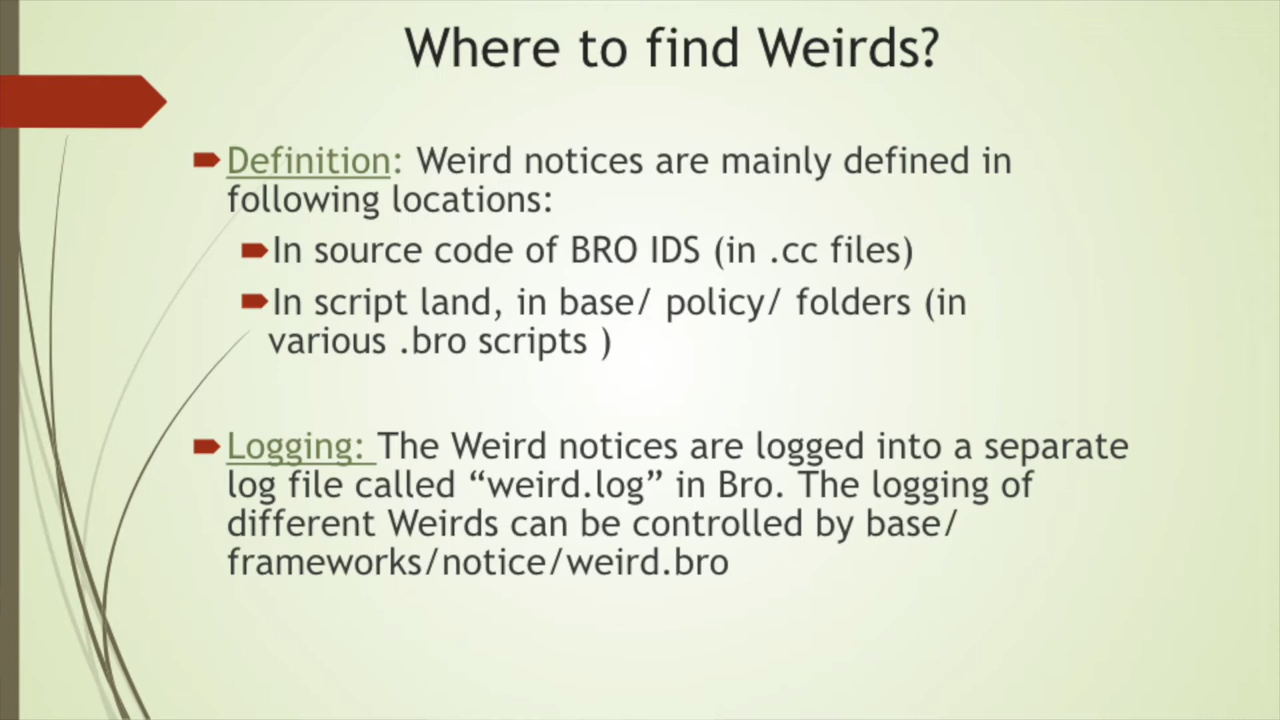 Where to find Weirds?
Definition: Weird notices are mainly defined in
following locations:
In source code of BRO IDS (in .cc files)
In script land, in base/ policy/ folders (in
various .bro scripts )
Logging: The Weird notices are logged into a separate
log file called “weird.log” in Bro. The logging of
different Weirds can be controlled by base/
frameworks/notice/weird.bro